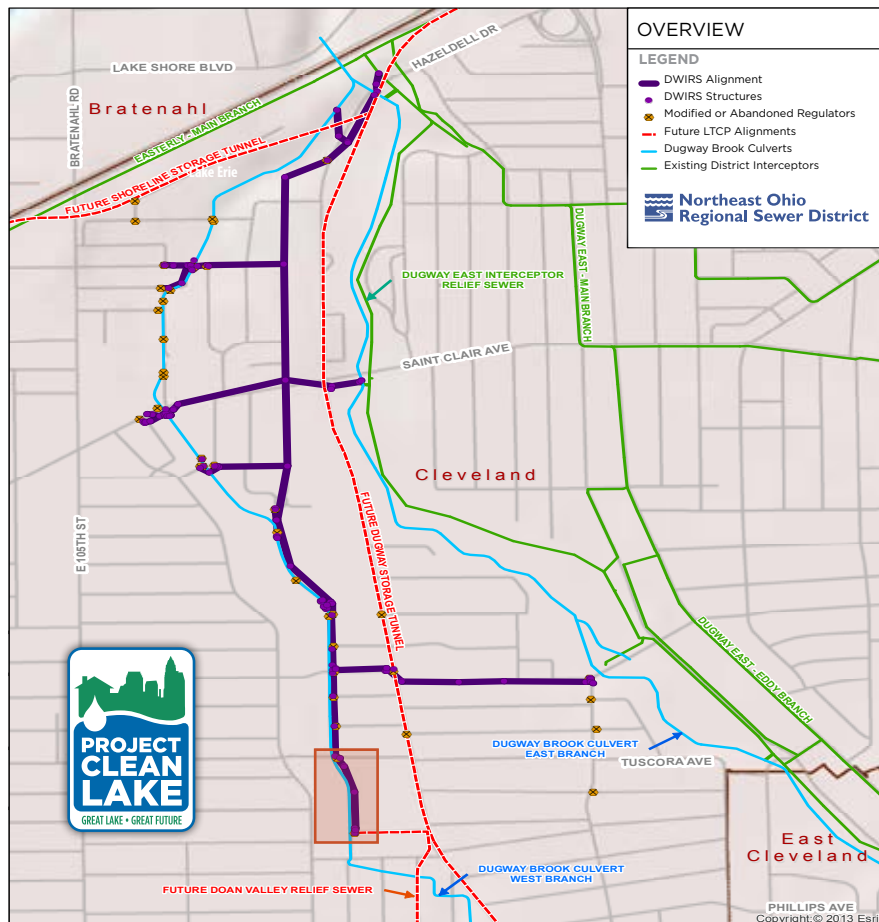 OVERVIEW
LEGEND
DWIRS Alignment
DWIRS Structures
Modified or Abandoned Regulators
Future LTCP Alignments
Dugway Brook Culverts
Existing District Interceptors
Northeast Ohio
Regional Sewer District
HAZELDELL DR
LAKE SHORE BLVD
Bratenahl
BRATENAHL RD
EASTERLY - MAIN BRANCH
Lake Erie
FUTURE SHORELINE STORAGE TUNNEL
DUGWAY EAST - MAIN BRANCH
DUGWAY EAST INTERCEPTOR
RELIEF SEWER
SAINT CLAIR AVE
Cleveland
E 105TH ST
FUTURE DUGWAY STORAGE TUNNEL
DUGWAY EAST - EDDY BRANCH
PROJECT
CLEAN
LAKE
GREAT LAKE • GREAT FUTURE
DUGWAY BROOK CULVERT
EAST BRANCH
TUSCORA AVE
East
Cleveland
DUGWAY BROOK CULVERT
WEST BRANCH
FUTURE DOAN VALLEY RELIEF SEWER
PHILLIPS AVE
Copyright:© 2013 Esri